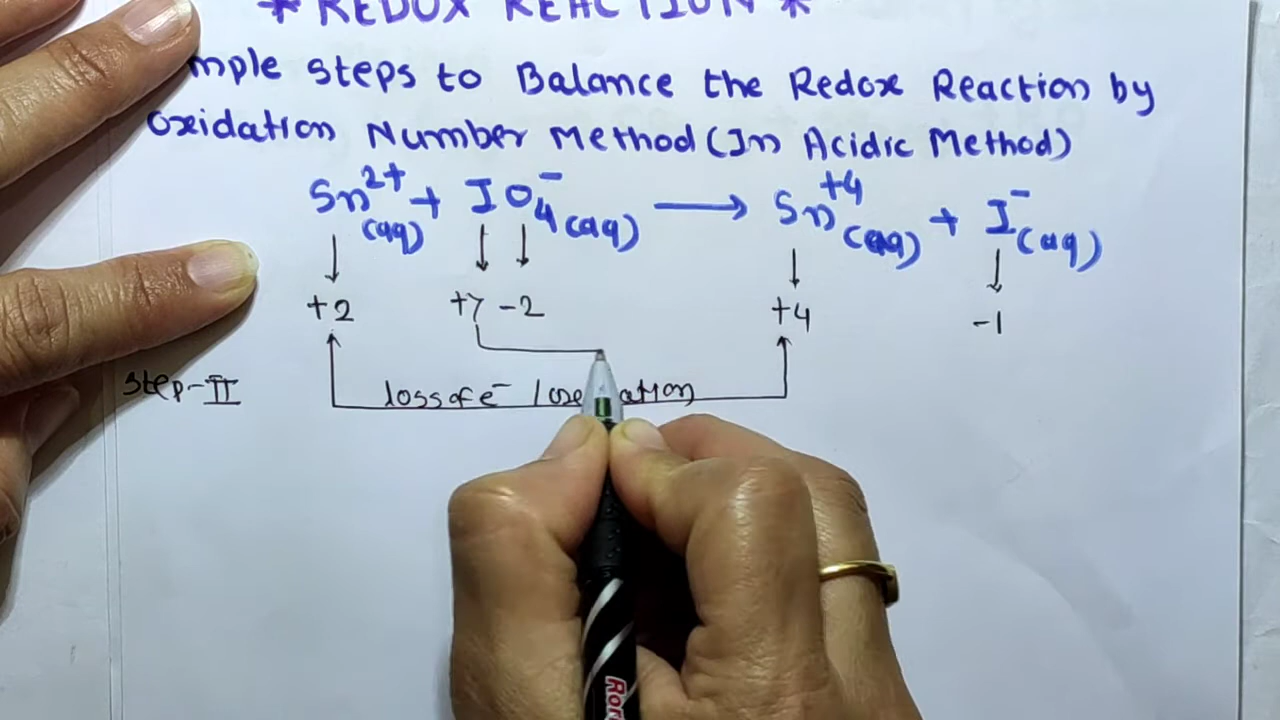 * REDOX REACTION *
mple steps to Balance the Redox Reaction by
oxidation Number Method (In Acidic Method)
Sn²⁺(aq) + IO₄⁻(aq) ⟶ Sn⁺⁴(aq) + I⁻(aq)
+2 +7 -2 +4 -1
Step-II loss of e⁻ /